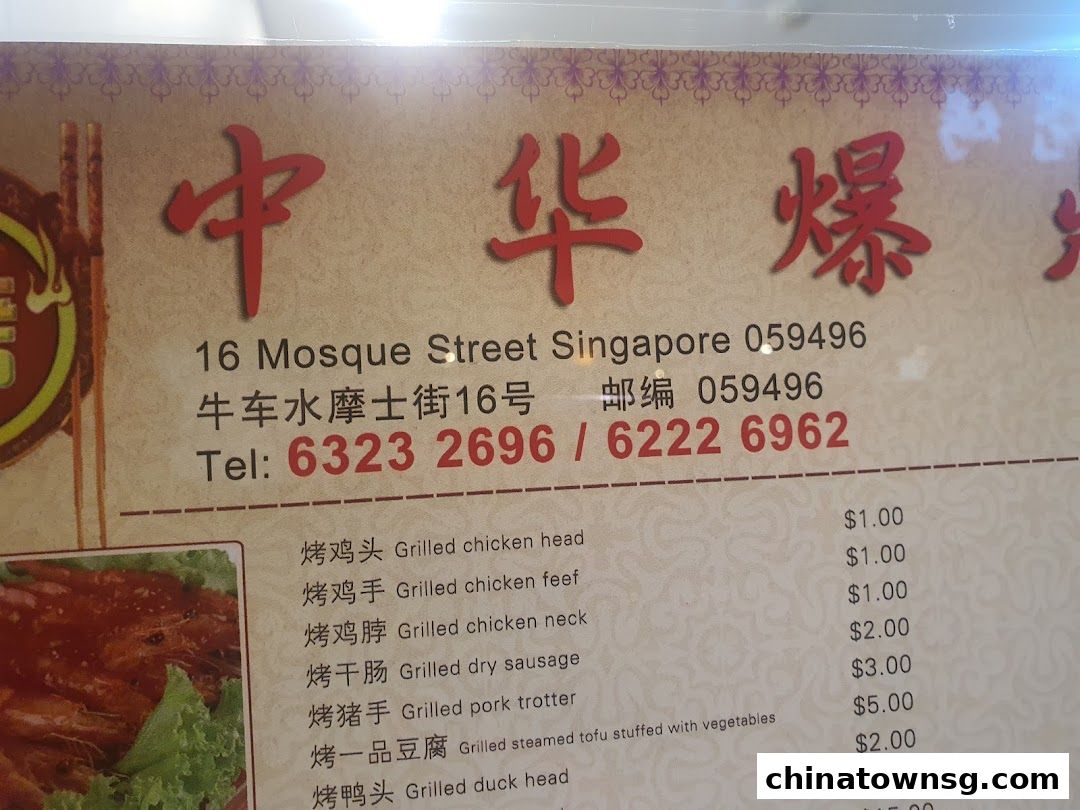 中华爆
16 Mosque Street Singapore 059496
牛车水摩士街16号 邮编 059496
Tel: 6323 2696 / 6222 6962
烤鸡头 Grilled chicken head $1.00
烤鸡手 Grilled chicken feef $1.00
烤鸡脖 Grilled chicken neck $1.00
烤干肠 Grilled dry sausage $2.00
烤猪手 Grilled pork trotter $3.00
烤一品豆腐 Grilled steamed tofu stuffed with vegetables $5.00
烤鸭头 Grilled duck head $2.00
chinatownsg.com